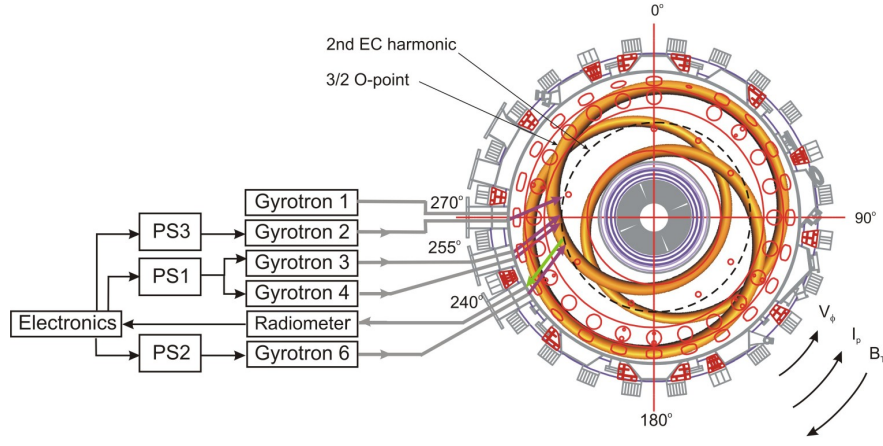 0°
2nd EC harmonic
3/2 O-point
Gyrotron 1
270°
PS3
Gyrotron 2
90°
255°
Gyrotron 3
PS1
Gyrotron 4
240°
Electronics
Radiometer
PS2
Gyrotron 6
Vϕ
Ip
180°